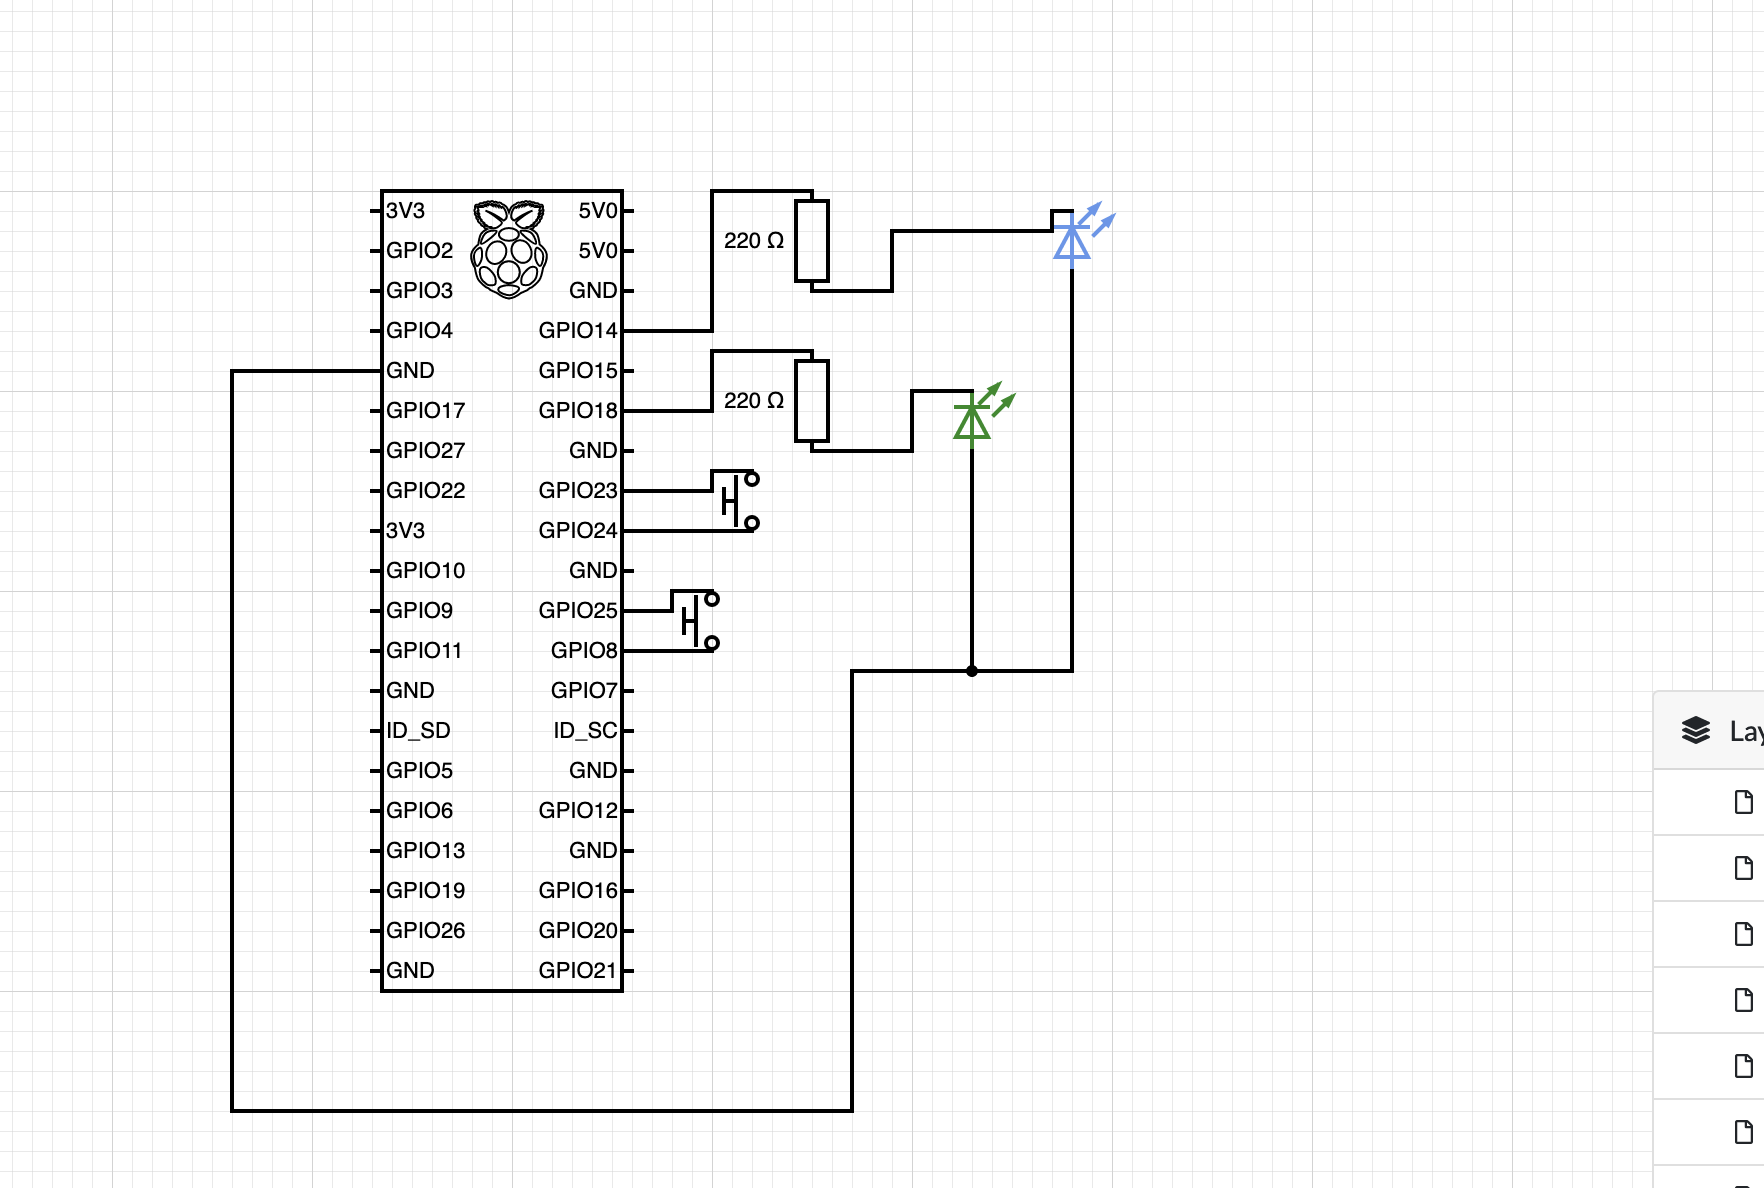 3V3 5V0
GPIO2 5V0
GPIO3 GND
GPIO4 GPIO14
GND GPIO15
GPIO17 GPIO18
GPIO27 GND
GPIO22 GPIO23
3V3 GPIO24
GPIO10 GND
GPIO9 GPIO25
GPIO11 GPIO8
GND GPIO7
ID_SD ID_SC
GPIO5 GND
GPIO6 GPIO12
GPIO13 GND
GPIO19 GPIO16
GPIO26 GPIO20
GND GPIO21
220 Ω
220 Ω